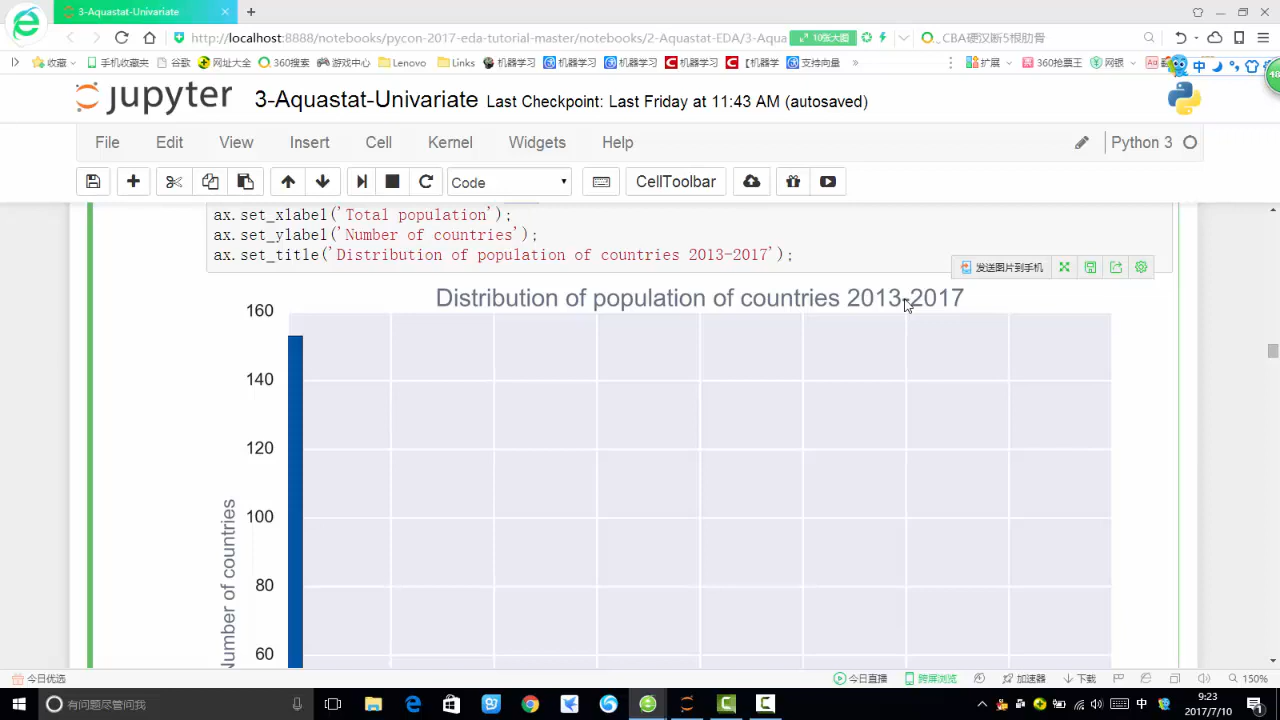 3-Aquastat-Univariate
http://localhost:8888/notebooks/pycon-2017-eda-tutorial-master/notebooks/2-Aquastat-EDA/3-Aqua
10张大图
CBA硬汉断5根肋骨
收藏
手机收藏夹
谷歌
网址大全
360搜索
游戏中心
Lenovo
Links
机器学习
机器学习
机器学习
机器学习
【机器学
支持向量
»
扩展
360抢票王
网银
中
48
jupyter
3-Aquastat-Univariate Last Checkpoint: Last Friday at 11:43 AM (autosaved)
File Edit View Insert Cell Kernel Widgets Help
Python 3
Code
CellToolbar
ax.set_xlabel('Total population');
ax.set_ylabel('Number of countries');
ax.set_title('Distribution of population of countries 2013-2017');
发送图片到手机
Distribution of population of countries 2013-2017
160
140
120
100
80
60
Number of countries
今日优选
今日直播
跨屏浏览
加速器
下载
150%
有问题尽管问我
中
9:23
2017/7/10